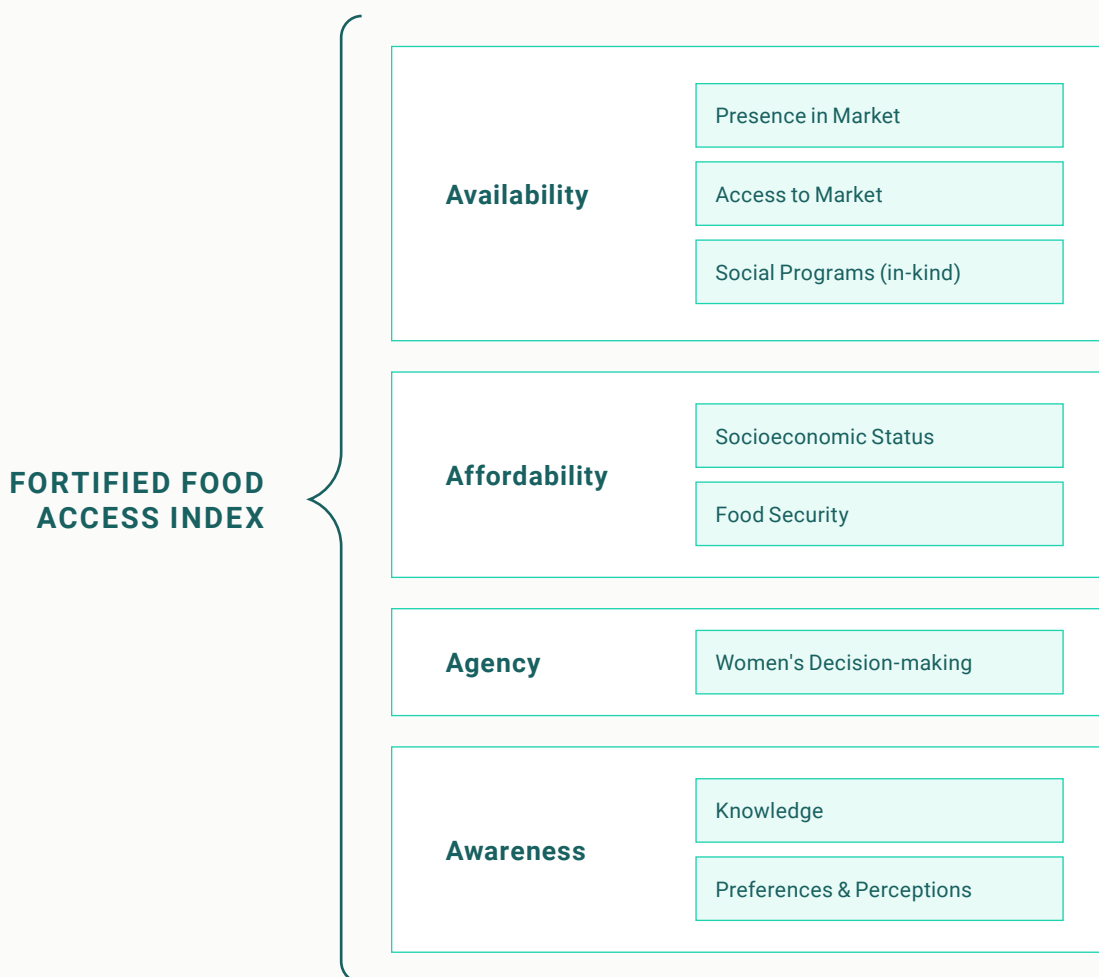 FORTIFIED FOOD
ACCESS INDEX
Availability
Presence in Market
Access to Market
Social Programs (in-kind)
Affordability
Socioeconomic Status
Food Security
Agency
Women's Decision-making
Awareness
Knowledge
Preferences & Perceptions